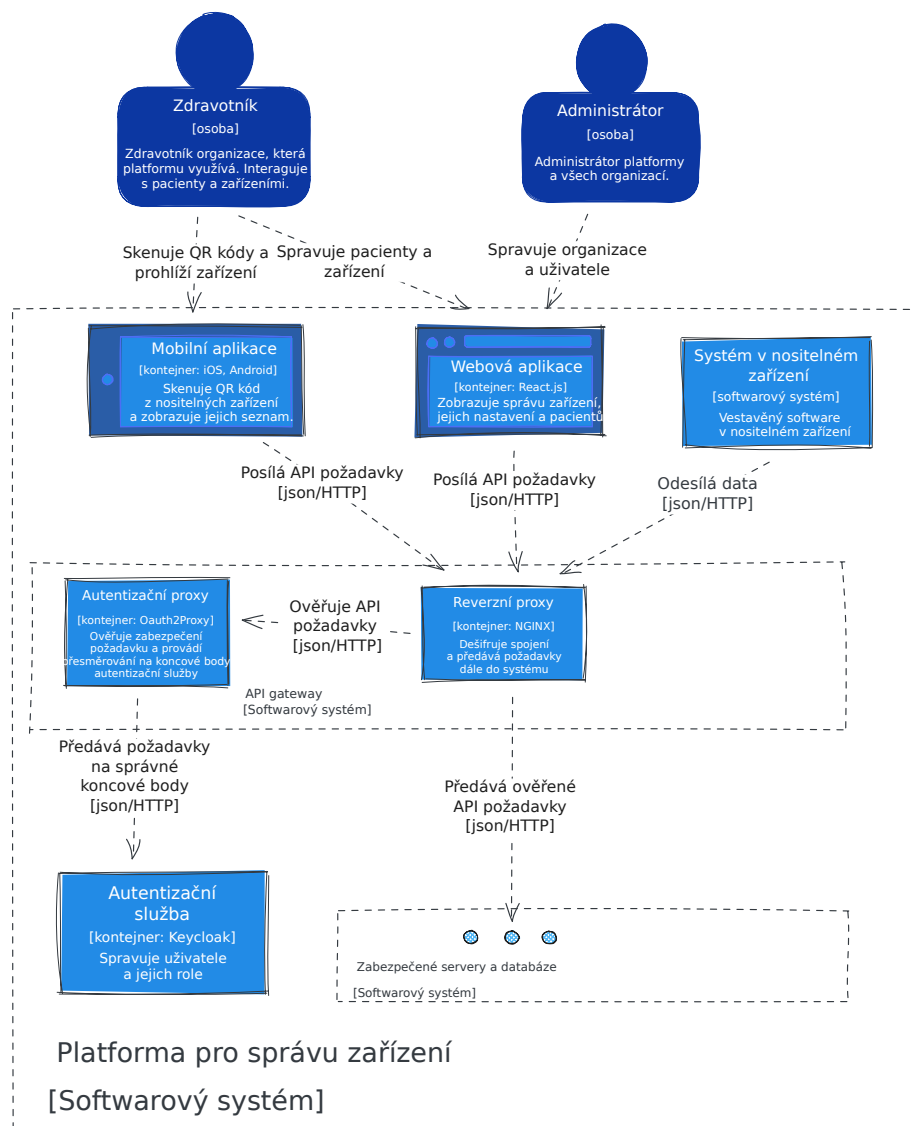 Zdravotník
[osoba]
Zdravotník organizace, která
platformu využívá. Interaguje
s pacienty a zařízeními.
Administrátor
[osoba]
Administrátor platformy
a všech organizací.
Skenuje QR kódy a
prohlíží zařízení
Spravuje pacienty a
zařízení
Spravuje organizace
a uživatele
Mobilní aplikace
[kontejner: iOS, Android]
Skenuje QR kód
z nositelných zařízení
a zobrazuje jejich seznam.
Webová aplikace
[kontejner: React.js]
Zobrazuje správu zařízení,
jejich nastavení a pacientů
Systém v nositelném
zařízení
[softwarový systém]
Vestavěný software
v nositelném zařízení
Posílá API požadavky
[json/HTTP]
Posílá API požadavky
[json/HTTP]
Odesílá data
[json/HTTP]
Autentizační proxy
[kontejner: Oauth2Proxy]
Ověřuje zabezpečení
požadavku a provádí
přesměrování na koncové body
autentizační služby
Ověřuje API
požadavky
[json/HTTP]
Reverzní proxy
[kontejner: NGINX]
Dešifruje spojení
a předává požadavky
dále do systému
API gateway
[Softwarový systém]
Předává požadavky
na správné
koncové body
[json/HTTP]
Předává ověřené
API požadavky
[json/HTTP]
Autentizační
služba
[kontejner: Keycloak]
Spravuje uživatele
a jejich role
Zabezpečené servery a databáze
[Softwarový systém]
Platforma pro správu zařízení
[Softwarový systém]